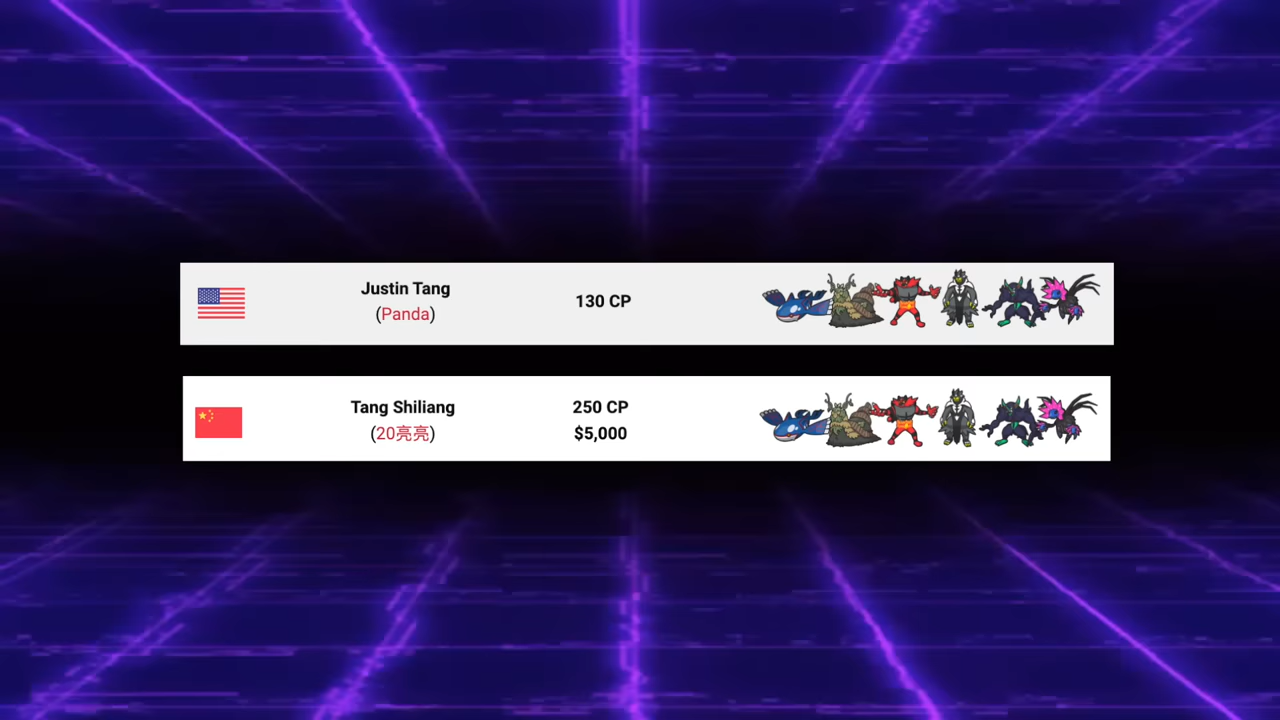 Justin Tang
(Panda)
130 CP
Tang Shiliang
(20亮亮)
250 CP
$5,000